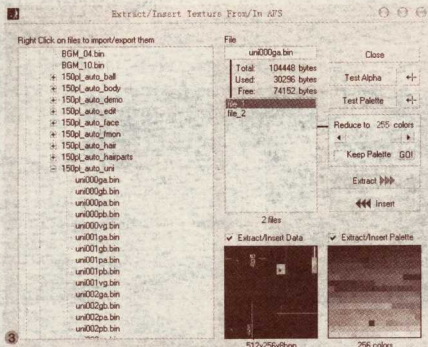 Extract/Insert Texture From/In AFS
Right Click on files to import/export them
BGM_04.bin
BGM_10.bin
150pl_auto_ball
150pl_auto_body
150pl_auto_demo
150pl_auto_edit
150pl_auto_face
150pl_auto_fmon
150pl_auto_hair
150pl_auto_hairparts
150pl_auto_uni
uni000ga.bin
uni000gb.bin
uni000pa.bin
uni000pb.bin
uni000vg.bin
uni001ga.bin
uni001gb.bin
uni001pa.bin
uni001pb.bin
uni001vg.bin
uni002ga.bin
uni002gb.bin
uni002pa.bin
uni002pb.bin
3
File
uni000ga.bin
Total: 104448 bytes
Used: 30296 bytes
Free: 74152 bytes
file_1
file_2
2 files
Close
Test Alpha
Test Palette
Reduce to 255 colors
Keep Palette GO!
Extract
Insert
Extract/Insert Data
512x256x8bpp
Extract/Insert Palette
256 colors